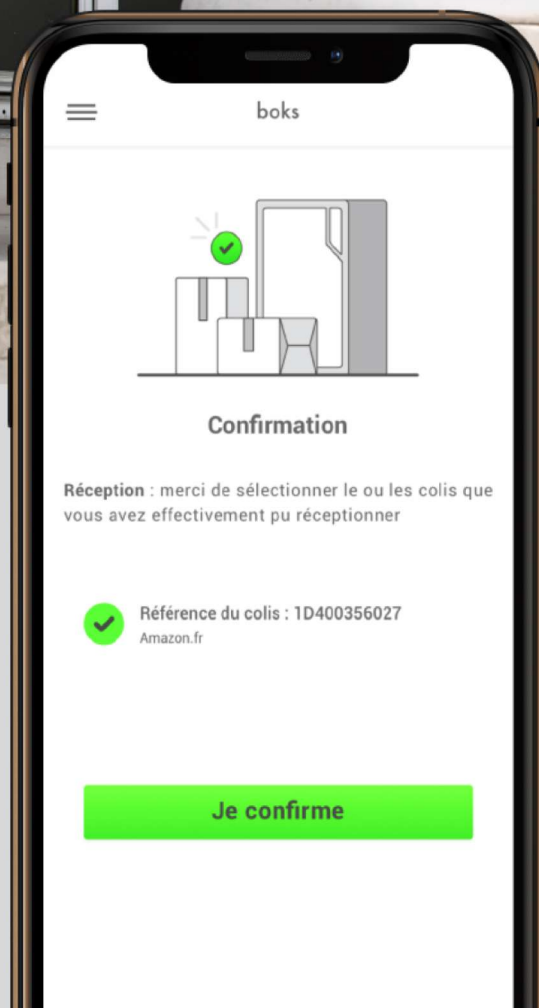 boks
Confirmation
Réception : merci de sélectionner le ou les colis que
vous avez effectivement pu réceptionner
Référence du colis : 1D400356027
Amazon.fr
Je confirme